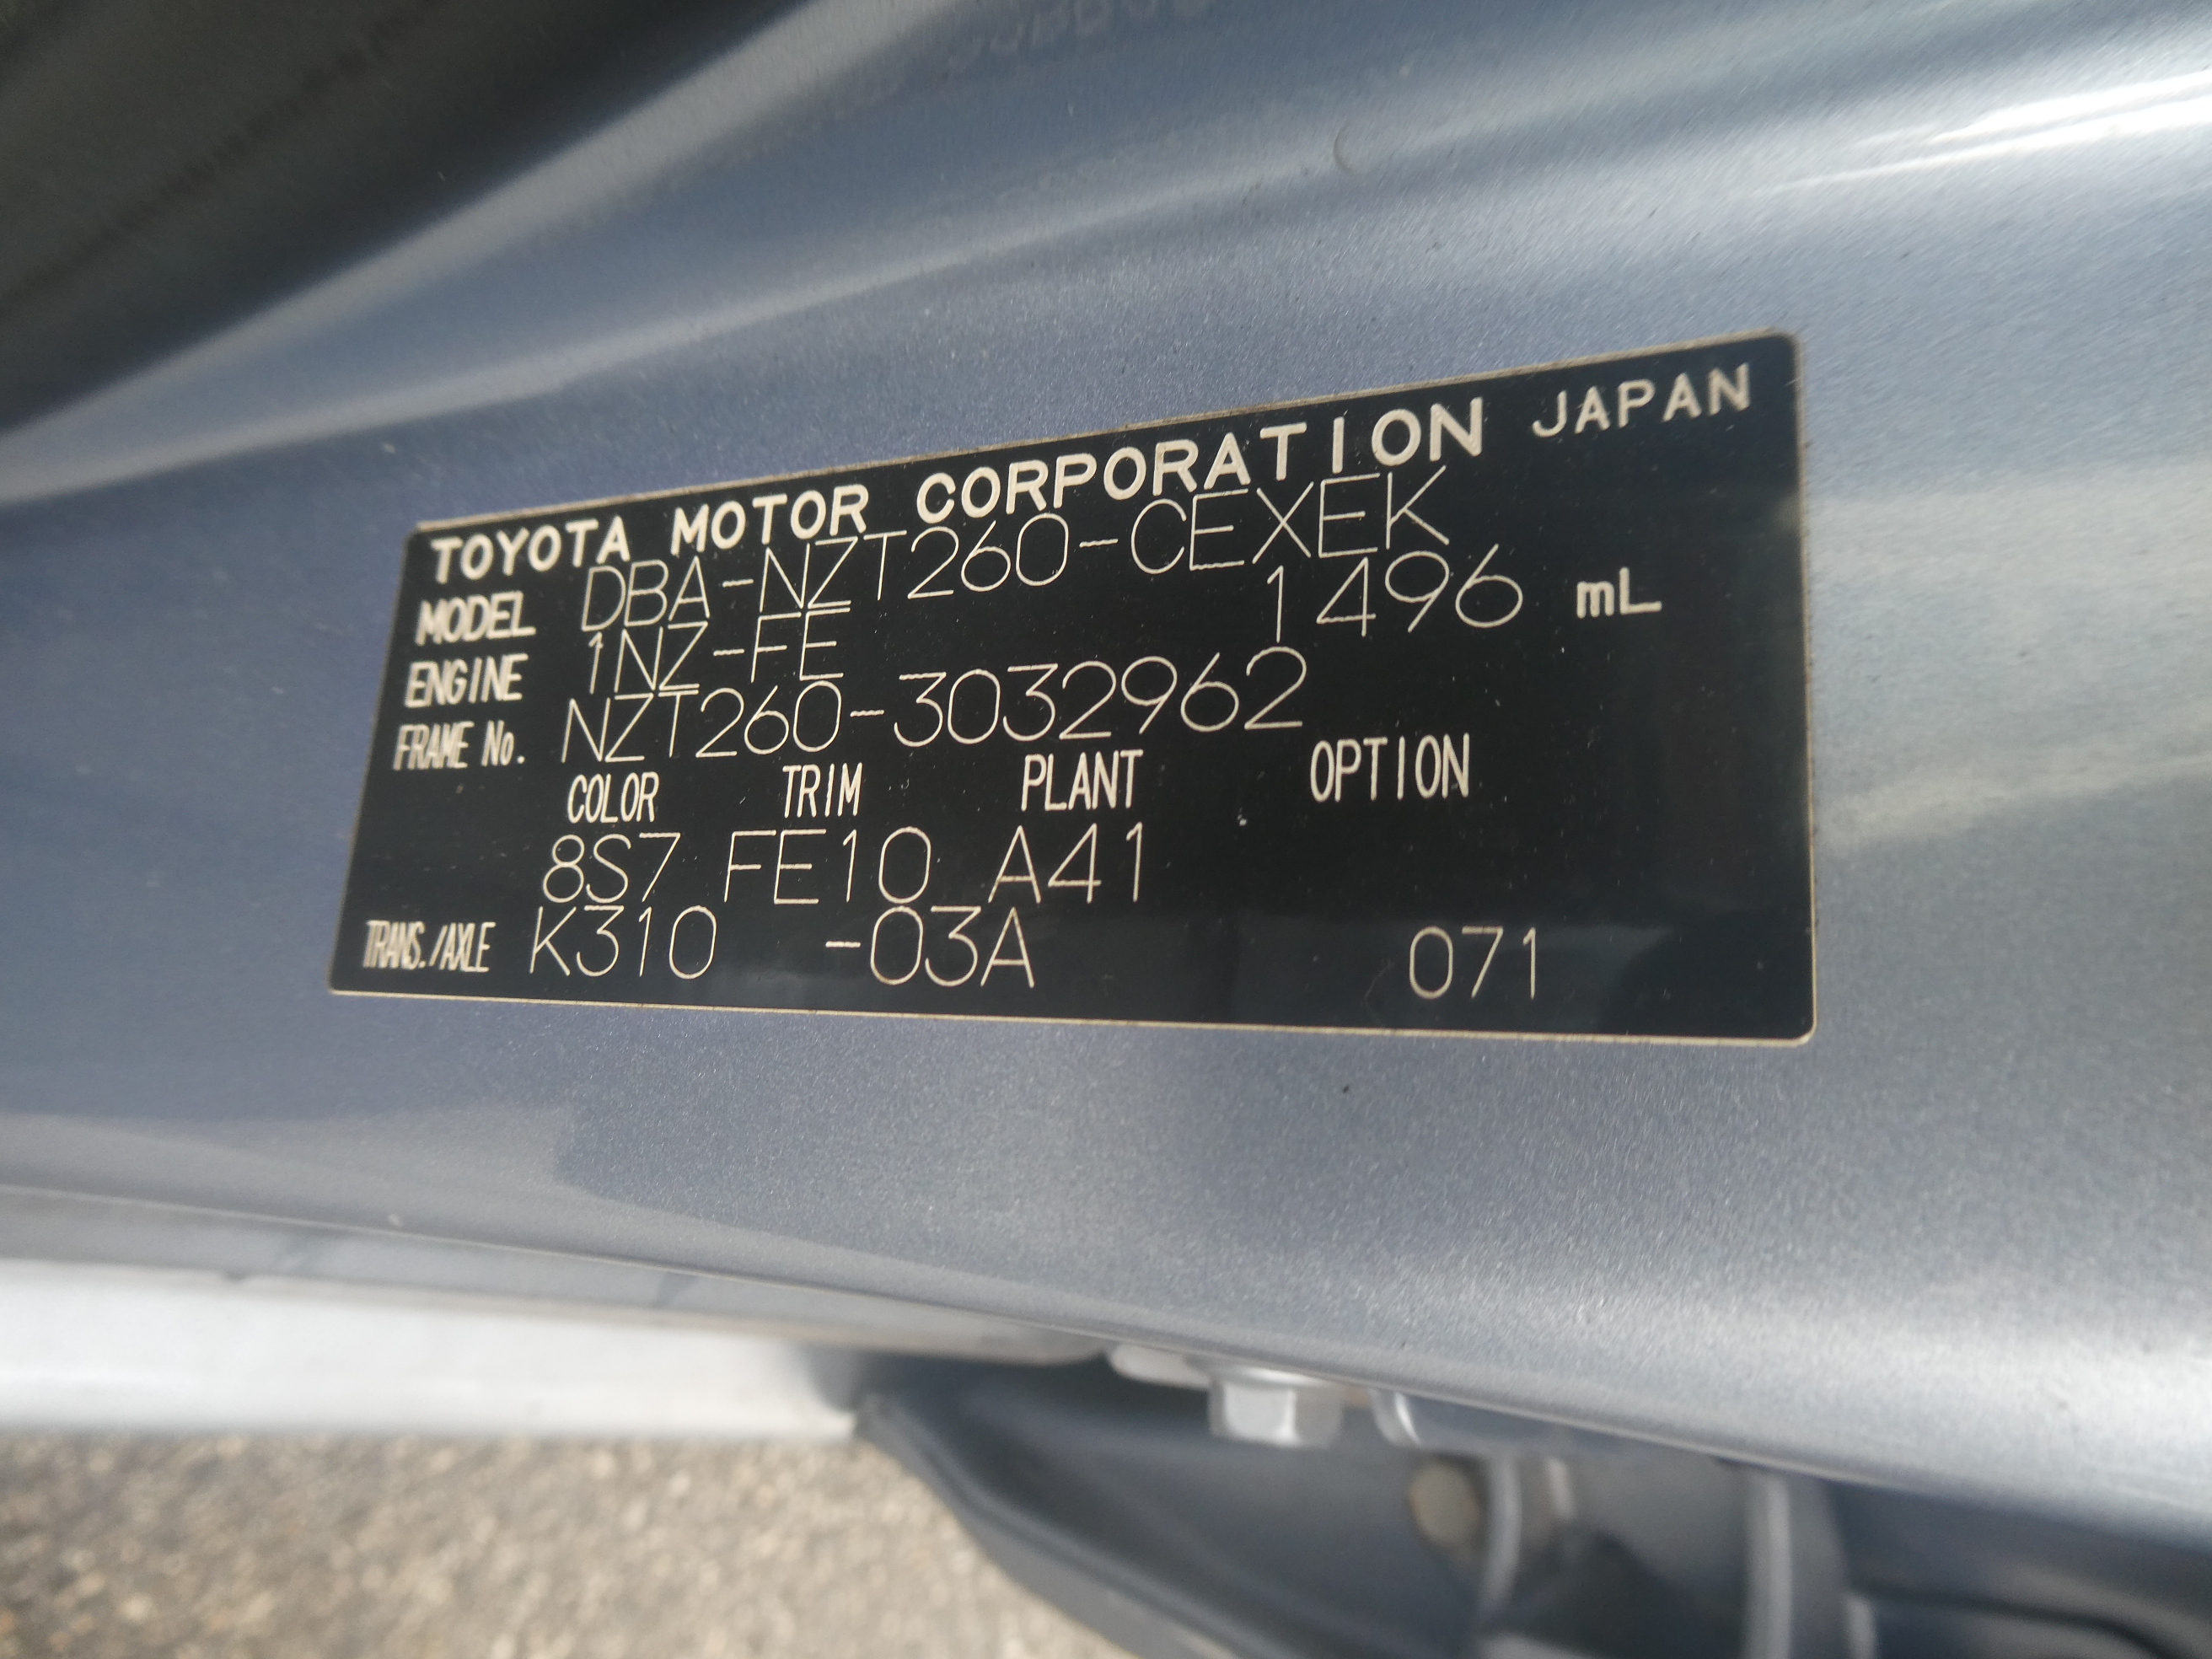 TOYOTA MOTOR CORPORATION JAPAN
MODEL DBA-NZT260-CEXEK
ENGINE 1NZ-FE 1496 mL
FRAME No. NZT260-3032962
COLOR TRIM PLANT OPTION
8S7 FE10 A41
TRANS./AXLE K310 -03A 071